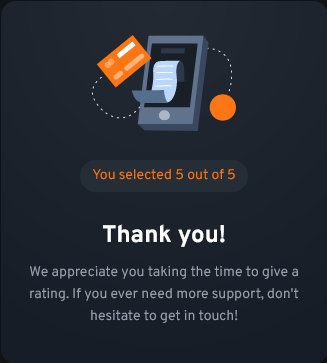 You selected 5 out of 5
Thank you!
We appreciate you taking the time to give a
rating. If you ever need more support, don't
hesitate to get in touch!